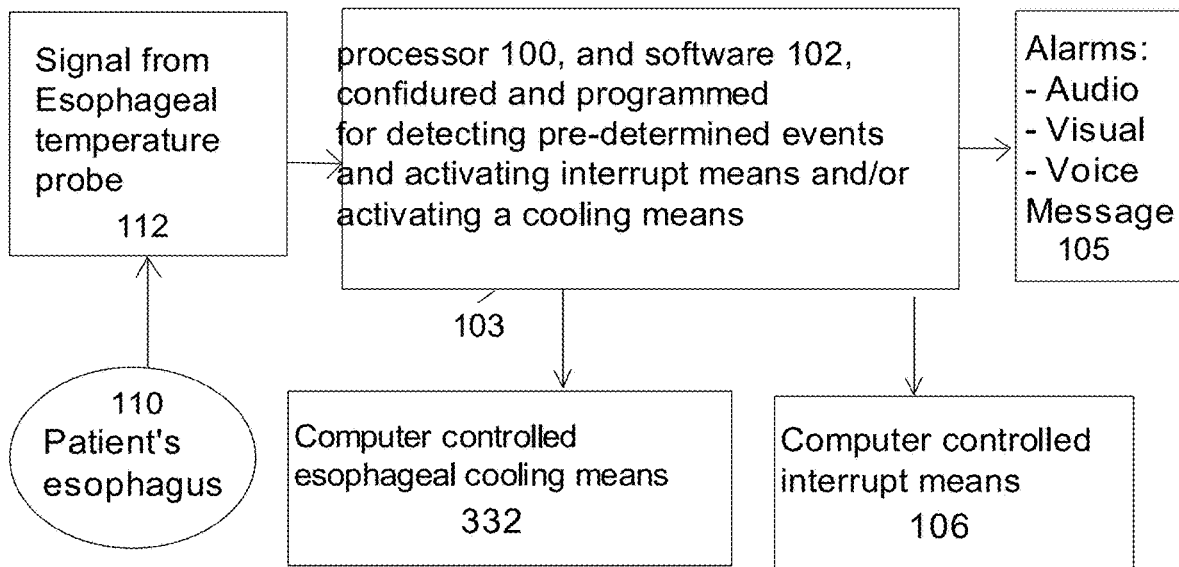 Signal from
Esophageal
temperature
probe
112
processor 100, and software 102,
confidured and programmed
for detecting pre-determined events
and activating interrupt means and/or
activating a cooling means
Alarms:
- Audio
- Visual
- Voice
Message
105
103
110
Patient's
esophagus
Computer controlled
esophageal cooling means
332
Computer controlled
interrupt means
106